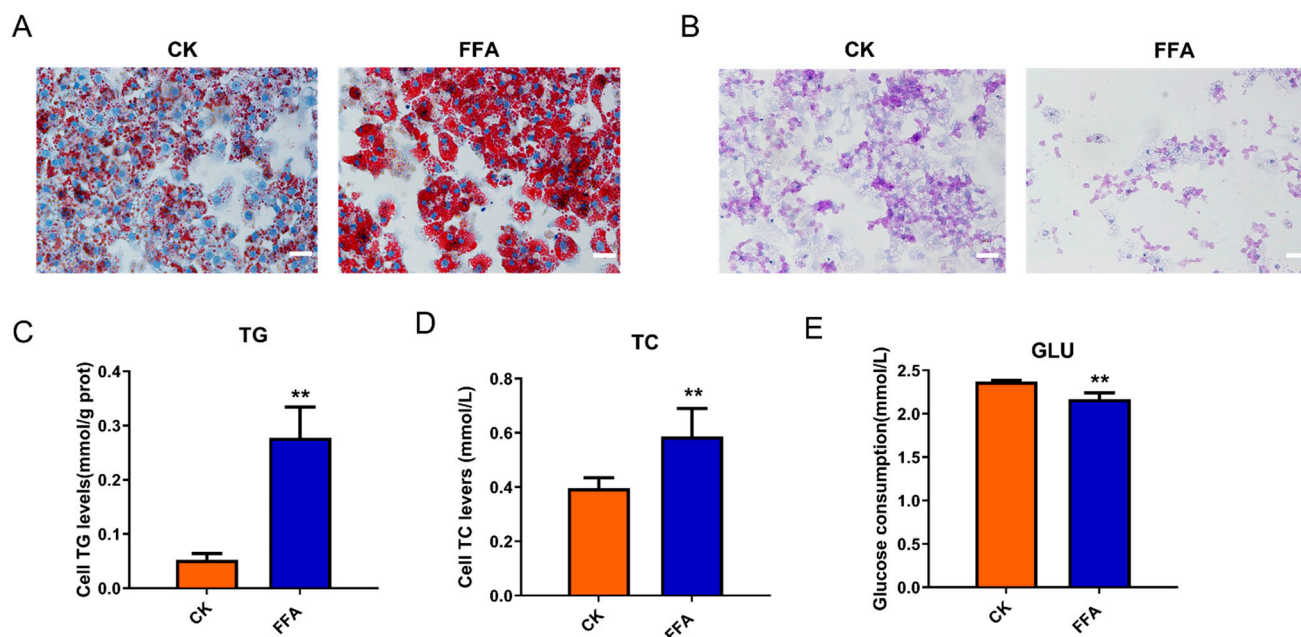 A
CK
FFA
B
CK
FFA
C
TG
Cell TG levels(mmol/g prot)
0.4
0.3
0.2
0.1
0.0
**
CK
FFA
D
TC
Cell TC levers (mmol/L)
0.8
0.6
0.4
0.2
0.0
**
CK
FFA
E
GLU
Glucose consumption(mmol/L)
2.5
2.0
1.5
1.0
0.5
0.0
**
CK
FFA